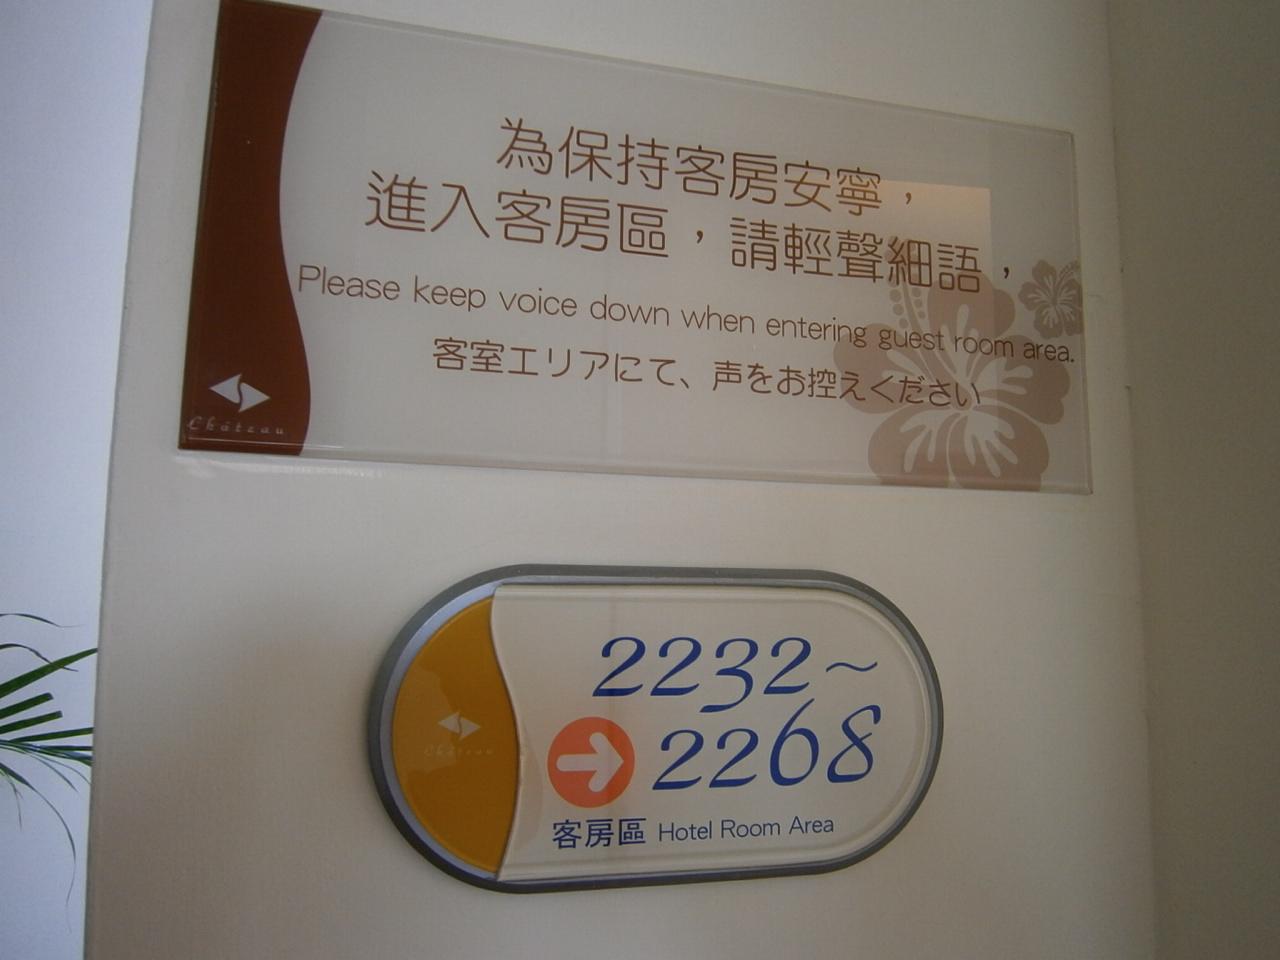 為保持客房安寧，
進入客房區，請輕聲細語，
Please keep voice down when entering guest room area.
客室エリアにて、声をお控えください
Château
2232~
2268
Château
客房區 Hotel Room Area